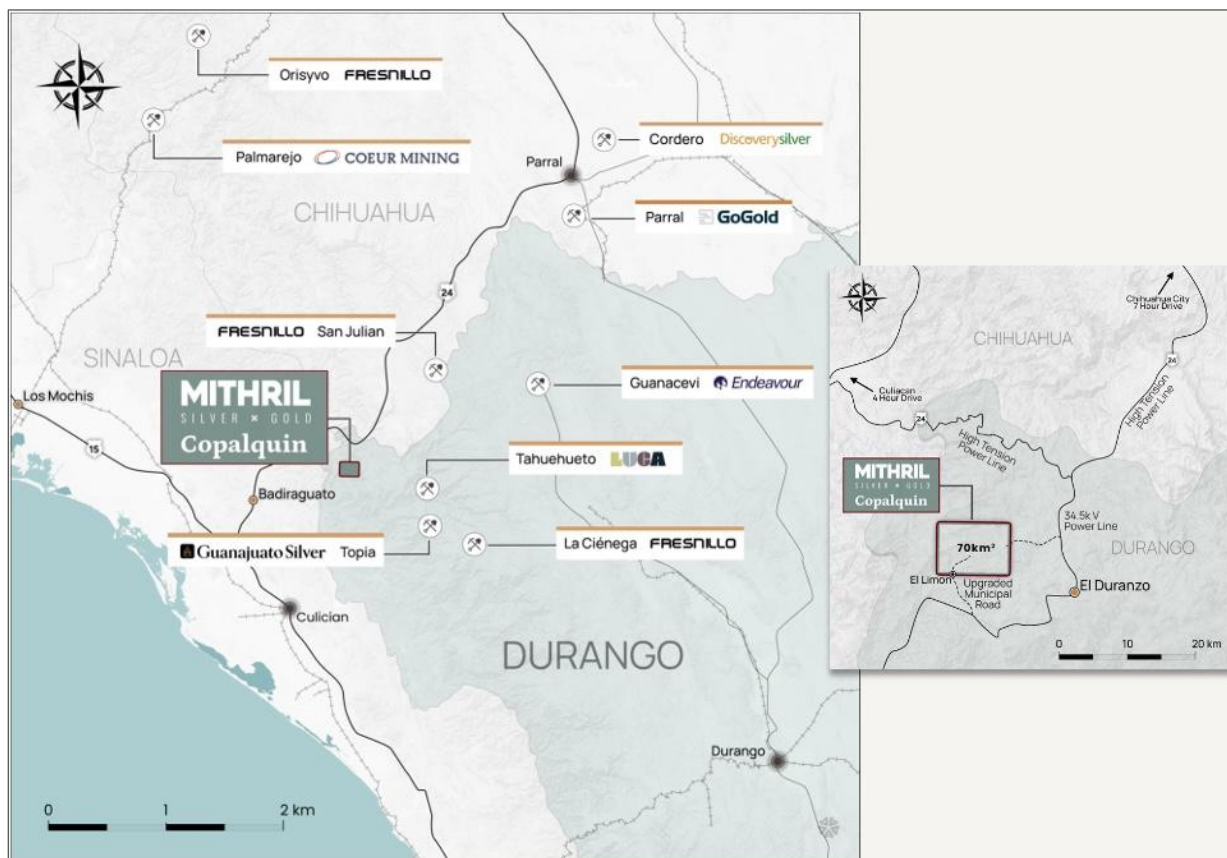 Orisyvo FRESNILLO
Palmarejo COEUR MINING
Cordero Discoverysilver
Parral
CHIHUAHUA
Parral GoGold
24
FRESNILLO San Julian
SINALOA
Los Mochis
MITHRIL
SILVER × GOLD
Copalquin
Guanacevi Endeavour
15
Tahuehueto LUCA
Badiraguato
Guanajuato Silver Topia
La Ciénega FRESNILLO
Culician
DURANGO
Durango
0 1 2 km
Chihuahua City
7 Hour Drive
CHIHUAHUA
24
Culiacan
4 Hour Drive
24
High Tension
Power Line
High Tension
Power Line
MITHRIL
SILVER × GOLD
Copalquin
34.5k V
Power Line
70km²
DURANGO
El Limon
Upgraded
Municipal
Road
El Duranzo
0 10 20 km